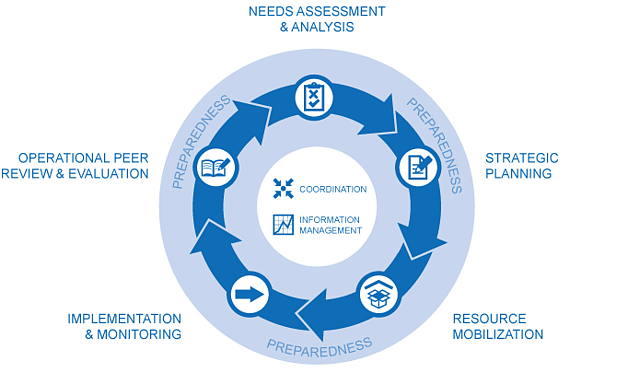 NEEDS ASSESSMENT
& ANALYSIS
PREPAREDNESS
PREPAREDNESS
OPERATIONAL PEER
REVIEW & EVALUATION
STRATEGIC
PLANNING
COORDINATION
INFORMATION
MANAGEMENT
IMPLEMENTATION
& MONITORING
RESOURCE
MOBILIZATION
PREPAREDNESS